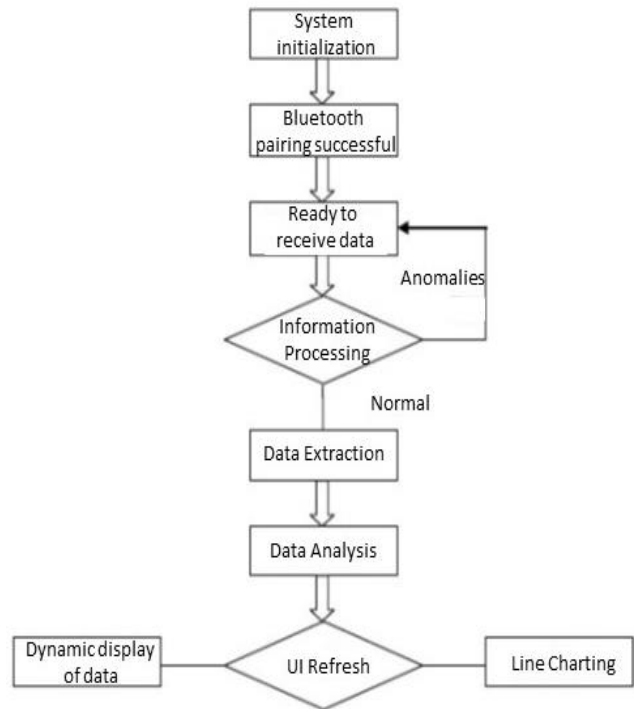 System
initialization
Bluetooth
pairing successful
Ready to
receive data
Anomalies
Information
Processing
Normal
Data Extraction
Data Analysis
Dynamic display
of data
UI Refresh
Line Charting